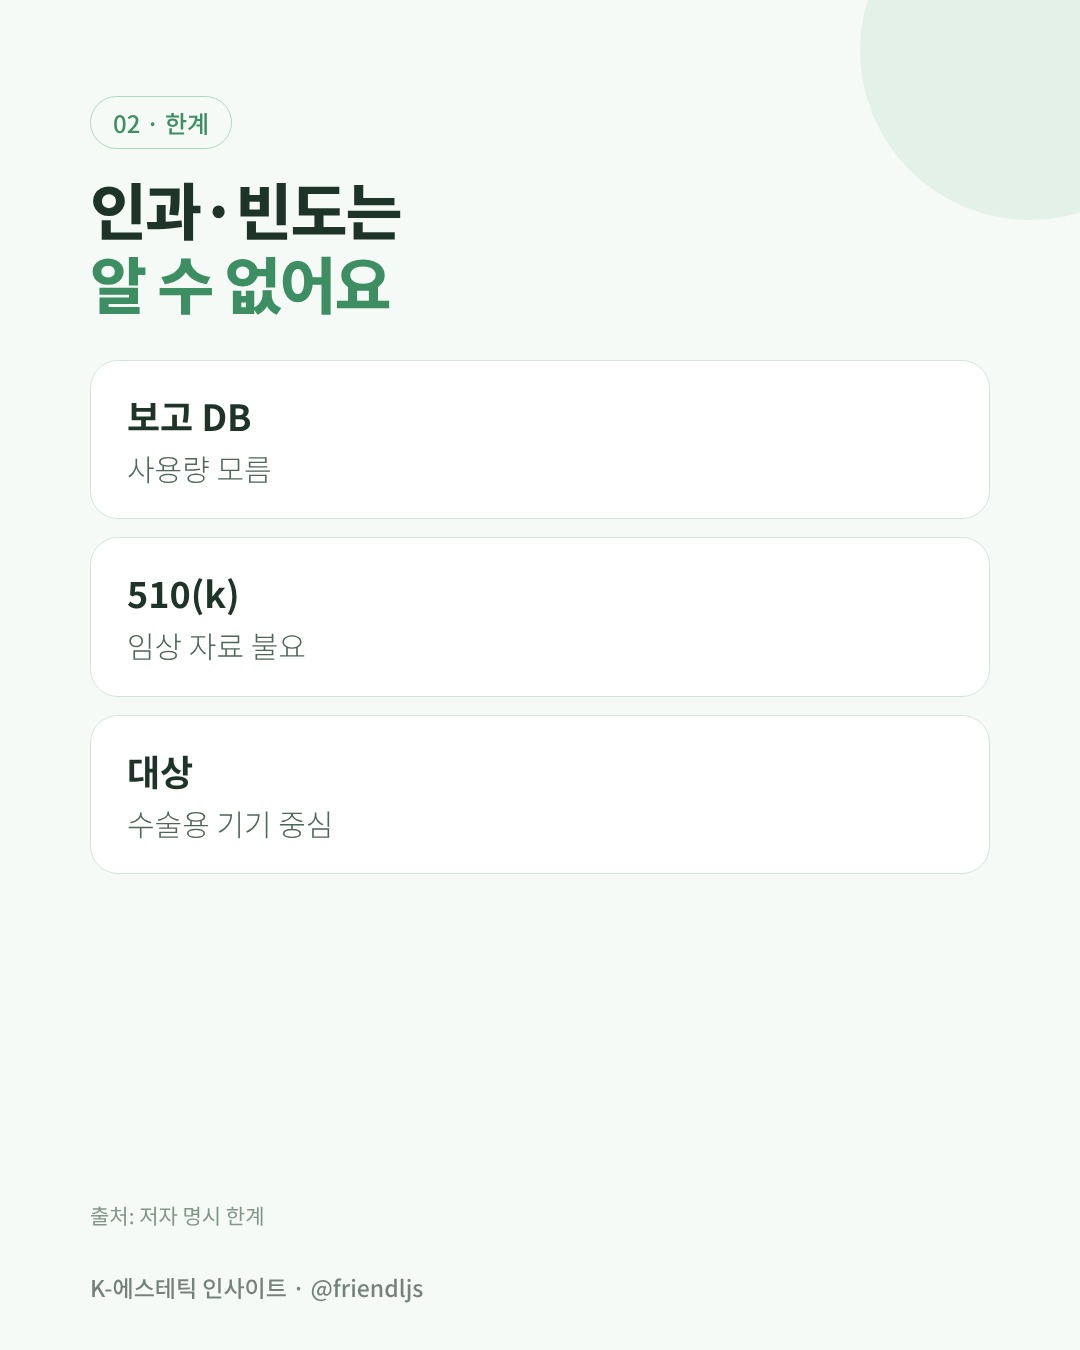 02 · 한계
인과·빈도는
알 수 없어요
보고 DB
사용량 모름
510(k)
임상 자료 불요
대상
수술용 기기 중심
출처: 저자 명시 한계
K-에스테틱 인사이트 · @friendljs